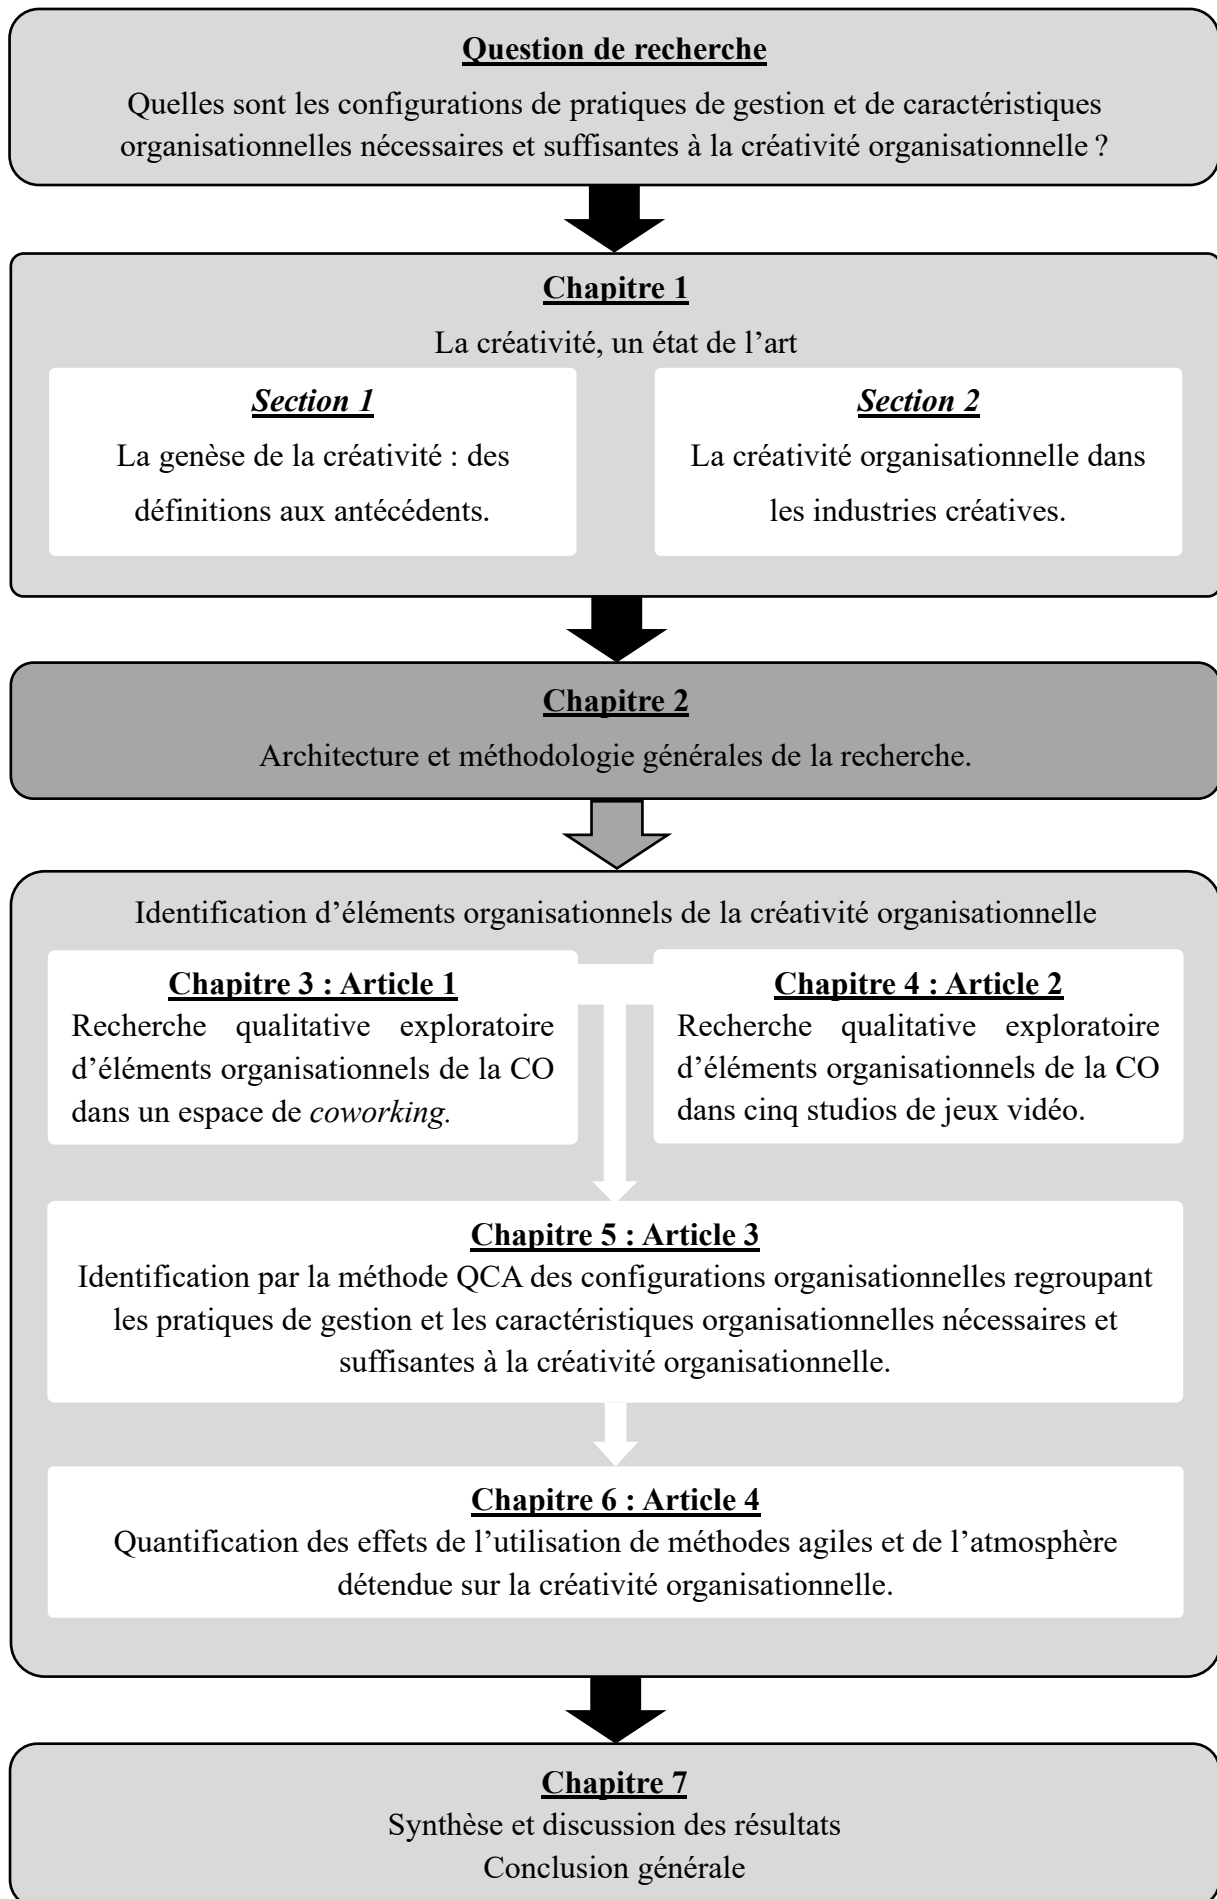 Question de recherche
Quelles sont les configurations de pratiques de gestion et de caractéristiques
organisationnelles nécessaires et suffisantes à la créativité organisationnelle ?
Chapitre 1
La créativité, un état de l’art
Section 1
La genèse de la créativité : des
définitions aux antécédents.
Section 2
La créativité organisationnelle dans
les industries créatives.
Chapitre 2
Architecture et méthodologie générales de la recherche.
Identification d’éléments organisationnels de la créativité organisationnelle
Chapitre 3 : Article 1
Recherche qualitative exploratoire
d’éléments organisationnels de la CO
dans un espace de coworking.
Chapitre 4 : Article 2
Recherche qualitative exploratoire
d’éléments organisationnels de la CO
dans cinq studios de jeux vidéo.
Chapitre 5 : Article 3
Identification par la méthode QCA des configurations organisationnelles regroupant
les pratiques de gestion et les caractéristiques organisationnelles nécessaires et
suffisantes à la créativité organisationnelle.
Chapitre 6 : Article 4
Quantification des effets de l’utilisation de méthodes agiles et de l’atmosphère
détendue sur la créativité organisationnelle.
Chapitre 7
Synthèse et discussion des résultats
Conclusion générale